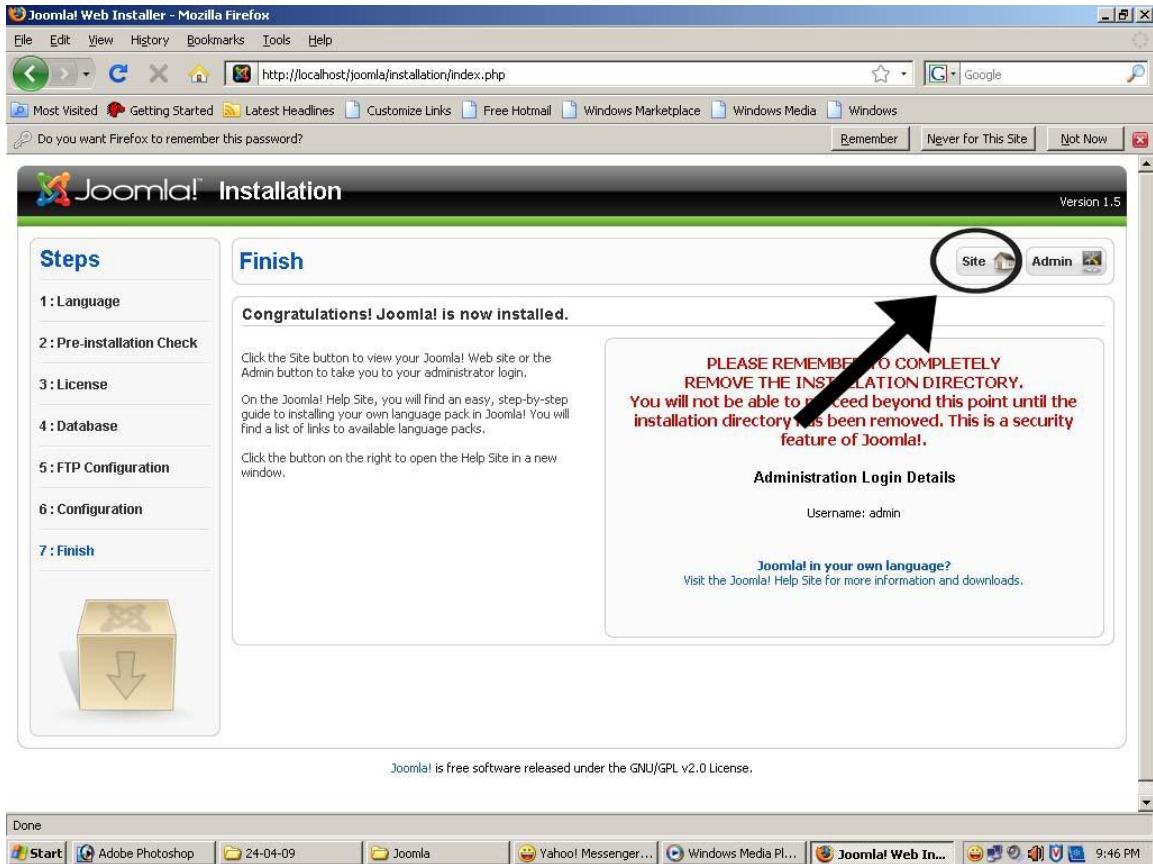 Joomla! Web Installer - Mozilla Firefox
File Edit View History Bookmarks Tools Help
http://localhost/joomla/installation/index.php
Google
Most Visited Getting Started Latest Headlines Customize Links Free Hotmail Windows Marketplace Windows Media Windows
Do you want Firefox to remember this password? Remember Never for This Site Not Now
Joomla!™ Installation
Version 1.5
Steps
1 : Language
2 : Pre-installation Check
3 : License
4 : Database
5 : FTP Configuration
6 : Configuration
7 : Finish
Finish
Site
Admin
Congratulations! Joomla! is now installed.
Click the Site button to view your Joomla! Web site or the
Admin button to take you to your administrator login.
On the Joomla! Help Site, you will find an easy, step-by-step
guide to installing your own language pack in Joomla! You will
find a list of links to available language packs.
Click the button on the right to open the Help Site in a new
window.
PLEASE REMEMBER TO COMPLETELY
REMOVE THE INSTALLATION DIRECTORY.
You will not be able to proceed beyond this point until the
installation directory has been removed. This is a security
feature of Joomla!.
Administration Login Details
Username: admin
Joomla! in your own language?
Visit the Joomla! Help Site for more information and downloads.
Joomla! is free software released under the GNU/GPL v2.0 License.
Done
Start Adobe Photoshop 24-04-09 Joomla Yahoo! Messenger... Windows Media Pl... Joomla! Web In... 9:46 PM